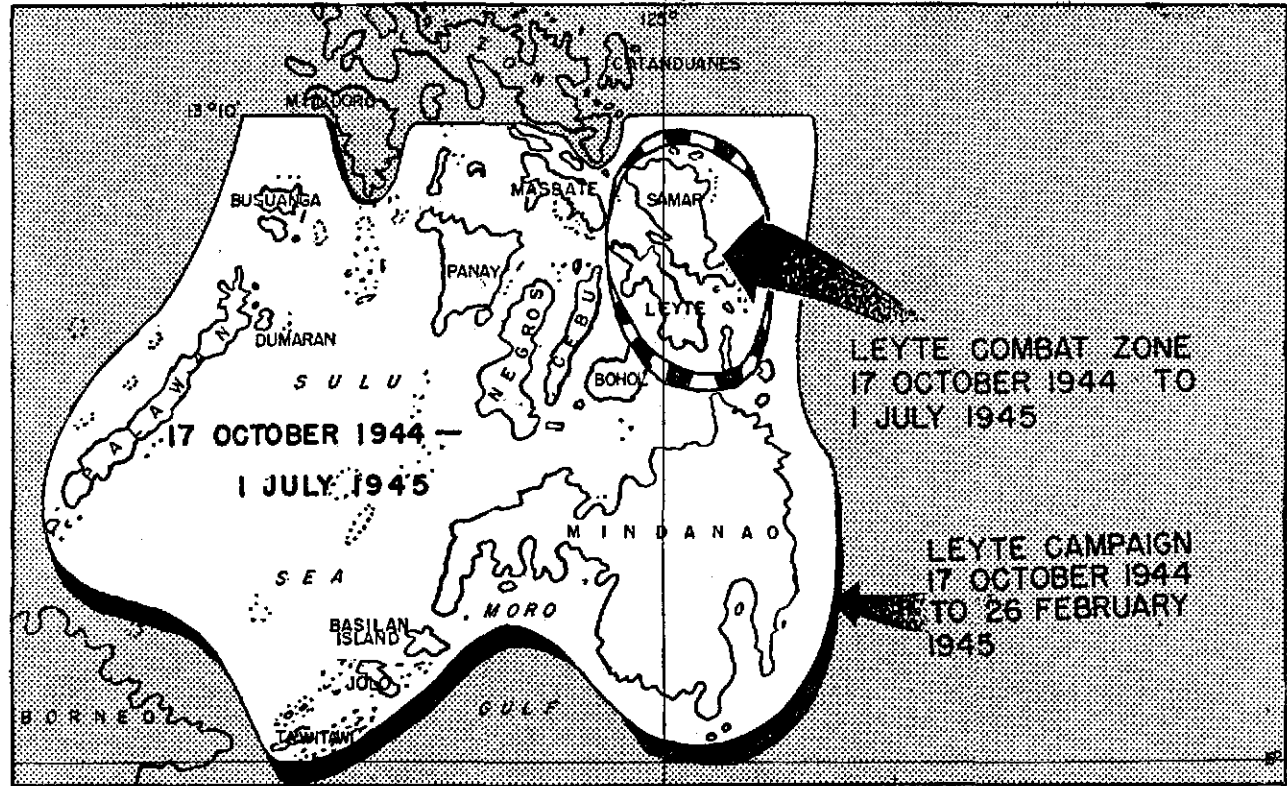 125°
CATANDUANES
Z
O
N
MINDORO
13°10'
BUSUANGA
MASBATE
SAMAR
PANAY
LEYTE
NEGROS
CEBU
DUMARAN
BOHOL
SULU
17 OCTOBER 1944 —
1 JULY 1945
LEYTE COMBAT ZONE
17 OCTOBER 1944 TO
1 JULY 1945
MINDANAO
SEA
LEYTE CAMPAIGN
17 OCTOBER 1944
TO 26 FEBRUARY
1945
MORO
BASILAN
ISLAND
JOLO
GULF
BORNEO
TAWITAWI